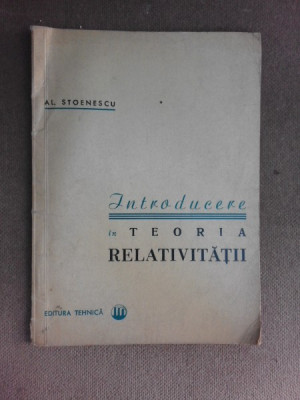 AL. STOENESCU
Introducere
în TEORIA
RELATIVITĂȚII
EDITURA TEHNICĂ